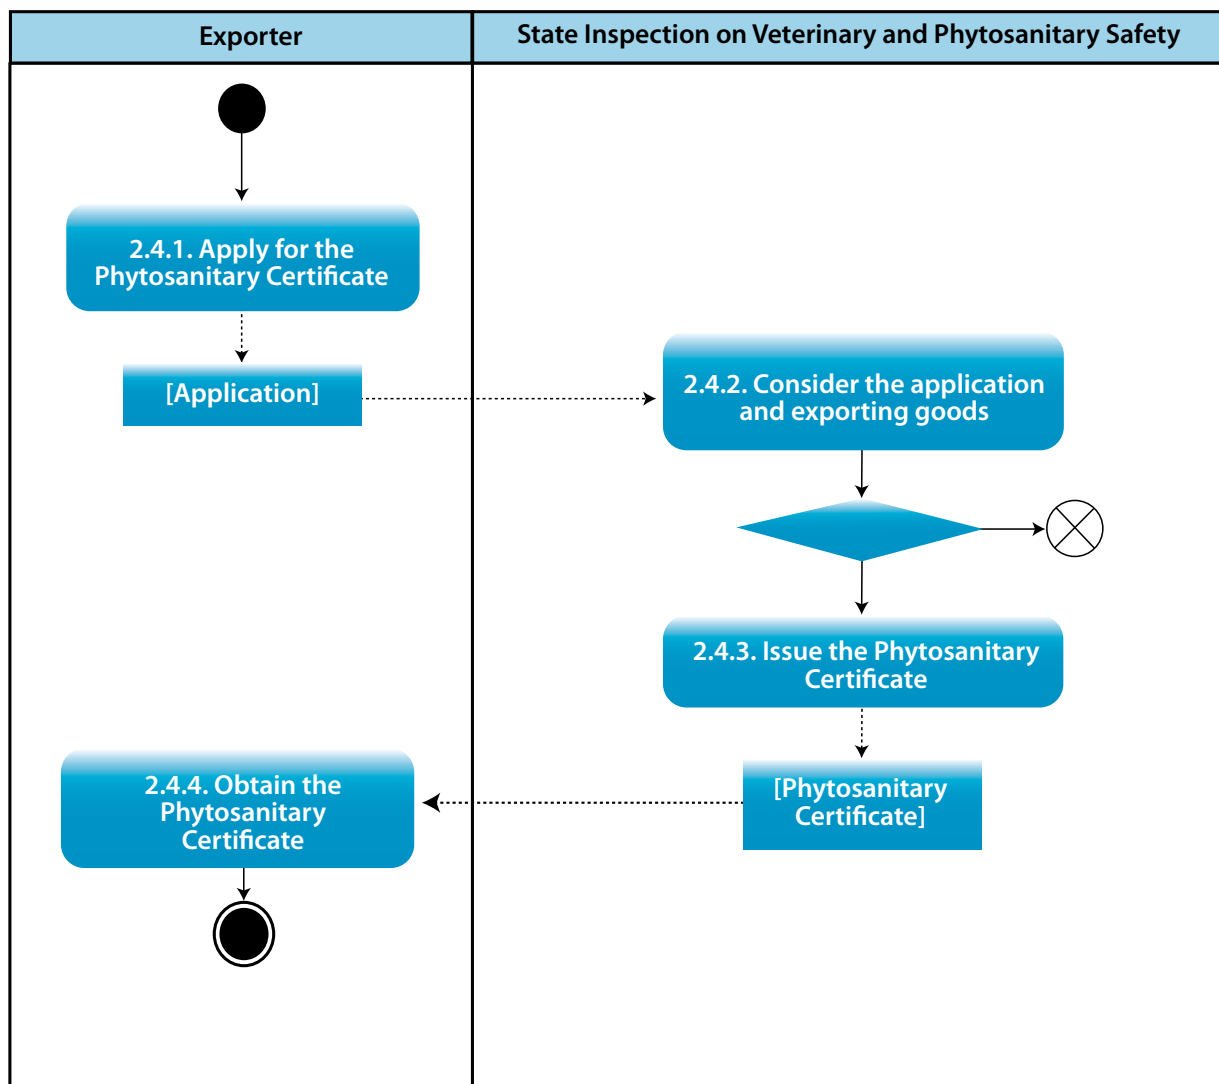 Exporter
State Inspection on Veterinary and Phytosanitary Safety
2.4.1. Apply for the
Phytosanitary Certificate
[Application]
2.4.2. Consider the application
and exporting goods
2.4.3. Issue the Phytosanitary
Certificate
[Phytosanitary
Certificate]
2.4.4. Obtain the
Phytosanitary
Certificate